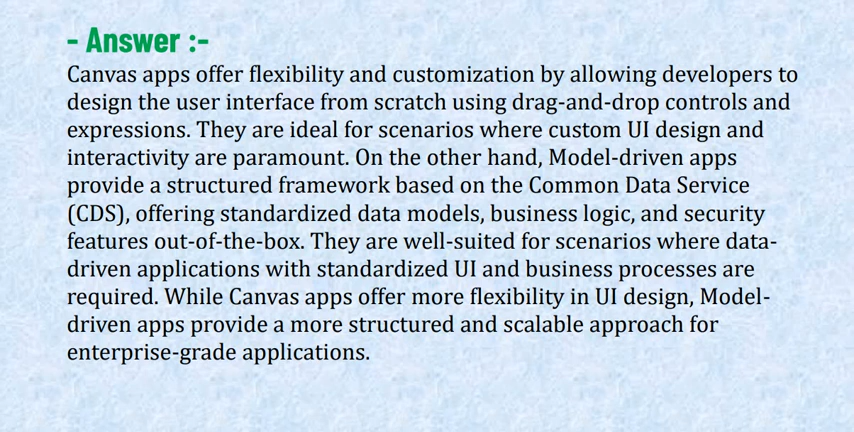 - Answer :-
Canvas apps offer flexibility and customization by allowing developers to
design the user interface from scratch using drag-and-drop controls and
expressions. They are ideal for scenarios where custom UI design and
interactivity are paramount. On the other hand, Model-driven apps
provide a structured framework based on the Common Data Service
(CDS), offering standardized data models, business logic, and security
features out-of-the-box. They are well-suited for scenarios where data-
driven applications with standardized UI and business processes are
required. While Canvas apps offer more flexibility in UI design, Model-
driven apps provide a more structured and scalable approach for
enterprise-grade applications.